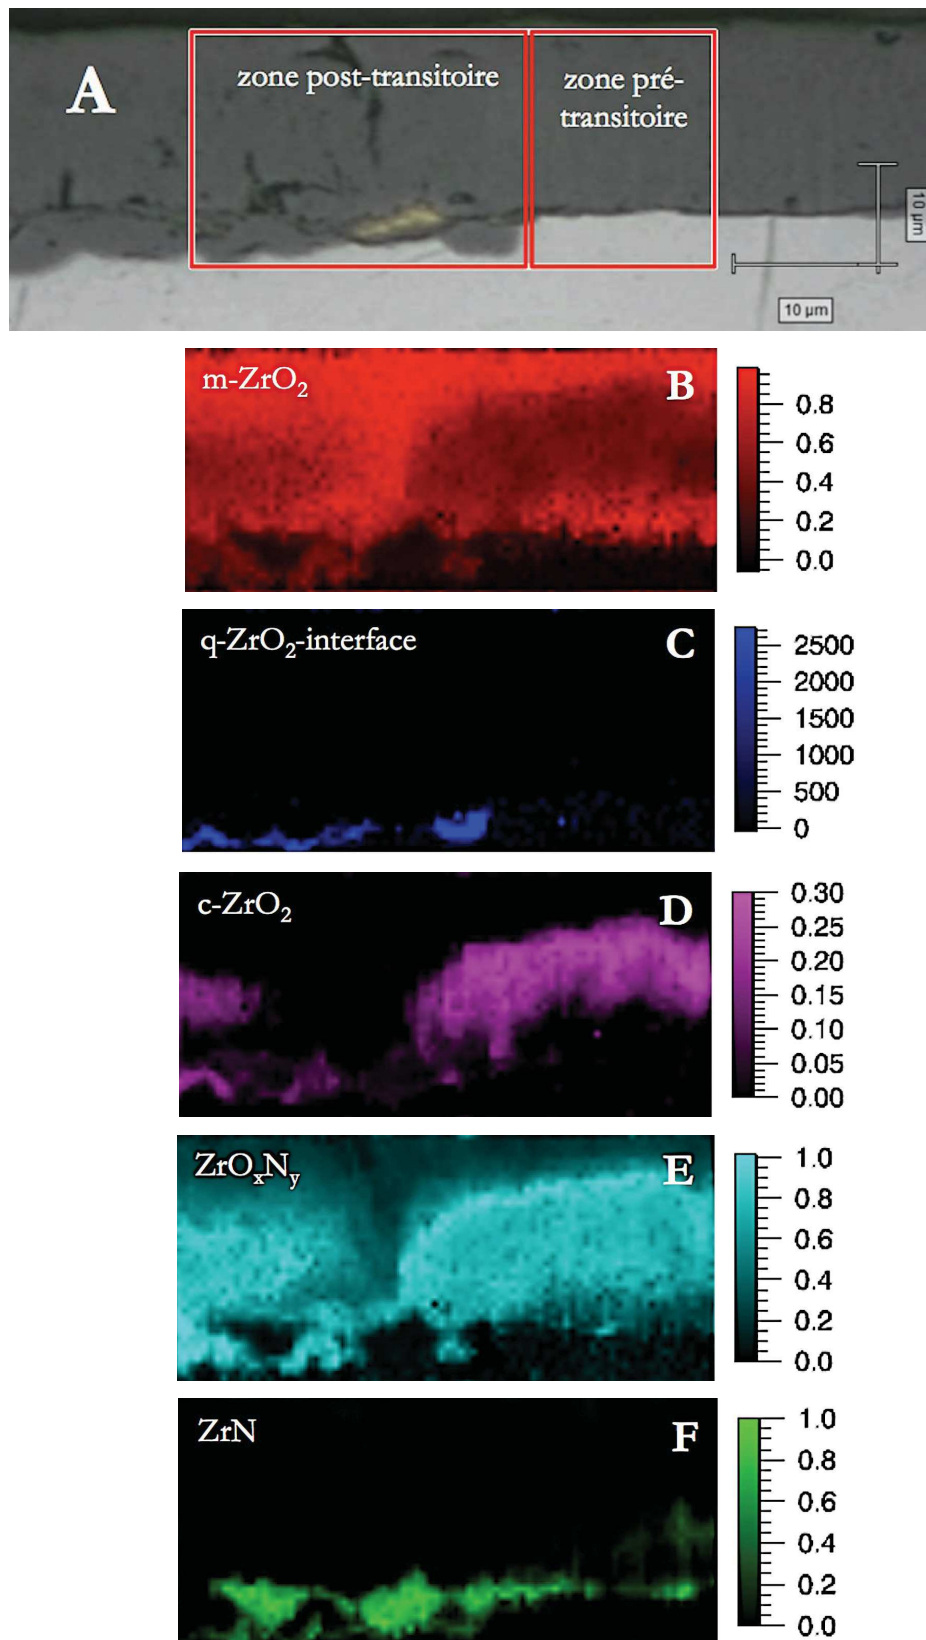 A
zone post-transitoire
zone pré-
transitoire
10 µm
10 µm
m-ZrO₂
B
0.8
0.6
0.4
0.2
0.0
q-ZrO₂-interface
C
2500
2000
1500
1000
500
0
c-ZrO₂
D
0.30
0.25
0.20
0.15
0.10
0.05
0.00
ZrOₓNᵧ
E
1.0
0.8
0.6
0.4
0.2
0.0
ZrN
F
1.0
0.8
0.6
0.4
0.2
0.0